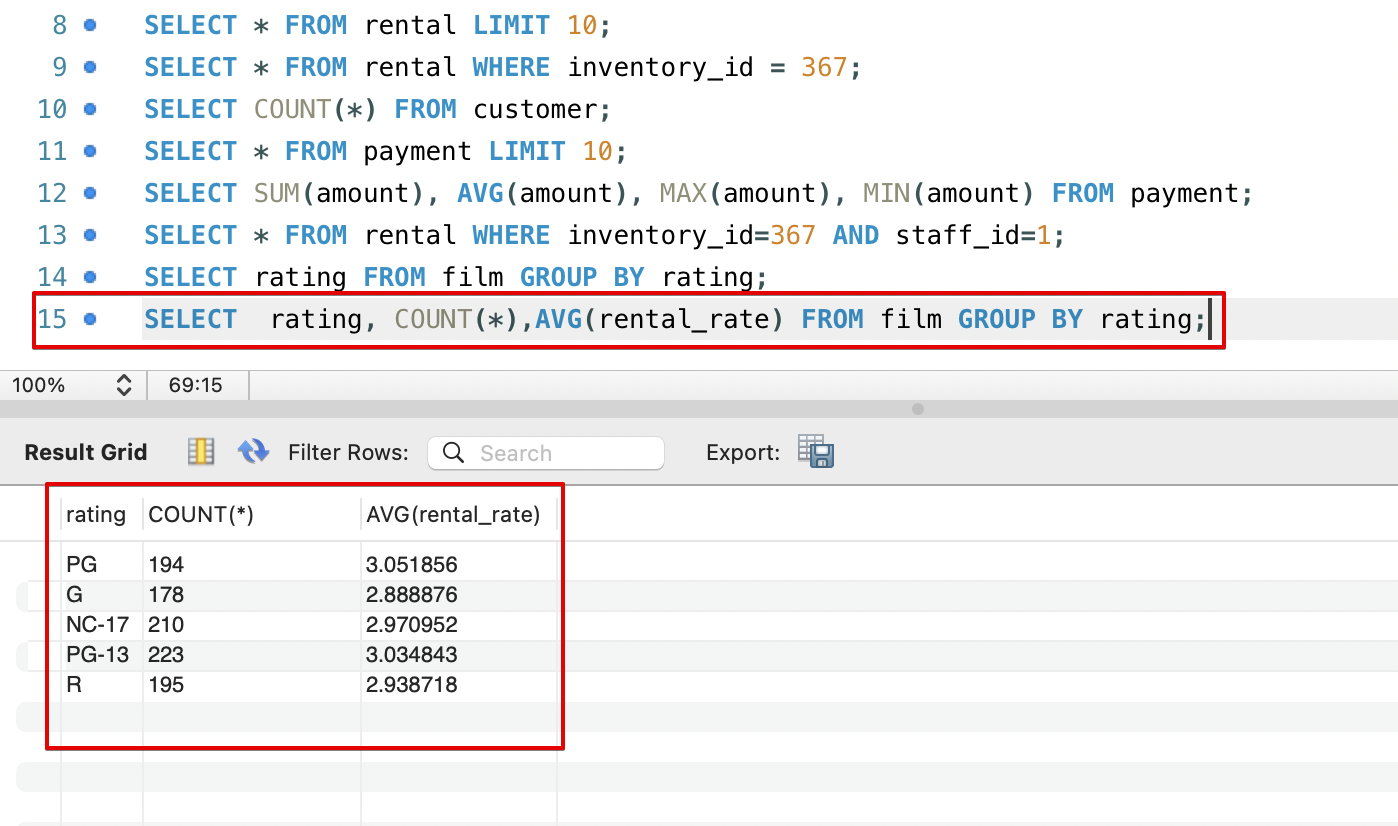 8 SELECT * FROM rental LIMIT 10;
9 SELECT * FROM rental WHERE inventory_id = 367;
10 SELECT COUNT(*) FROM customer;
11 SELECT * FROM payment LIMIT 10;
12 SELECT SUM(amount), AVG(amount), MAX(amount), MIN(amount) FROM payment;
13 SELECT * FROM rental WHERE inventory_id=367 AND staff_id=1;
14 SELECT rating FROM film GROUP BY rating;
15 SELECT  rating, COUNT(*),AVG(rental_rate) FROM film GROUP BY rating;
100% 69:15
Result Grid Filter Rows: Search Export:
rating COUNT(*) AVG(rental_rate)
PG 194 3.051856
G 178 2.888876
NC-17 210 2.970952
PG-13 223 3.034843
R 195 2.938718